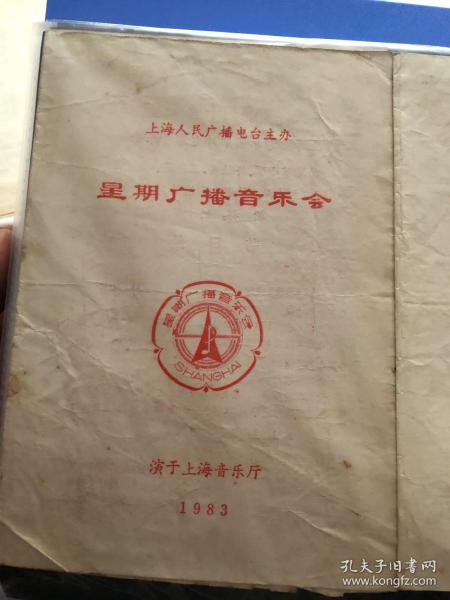 上海人民广播电台主办
星期广播音乐会
星期广播音乐会
SHANGHAI
演于上海音乐厅
1983
孔夫子旧书网
www.kongfz.com